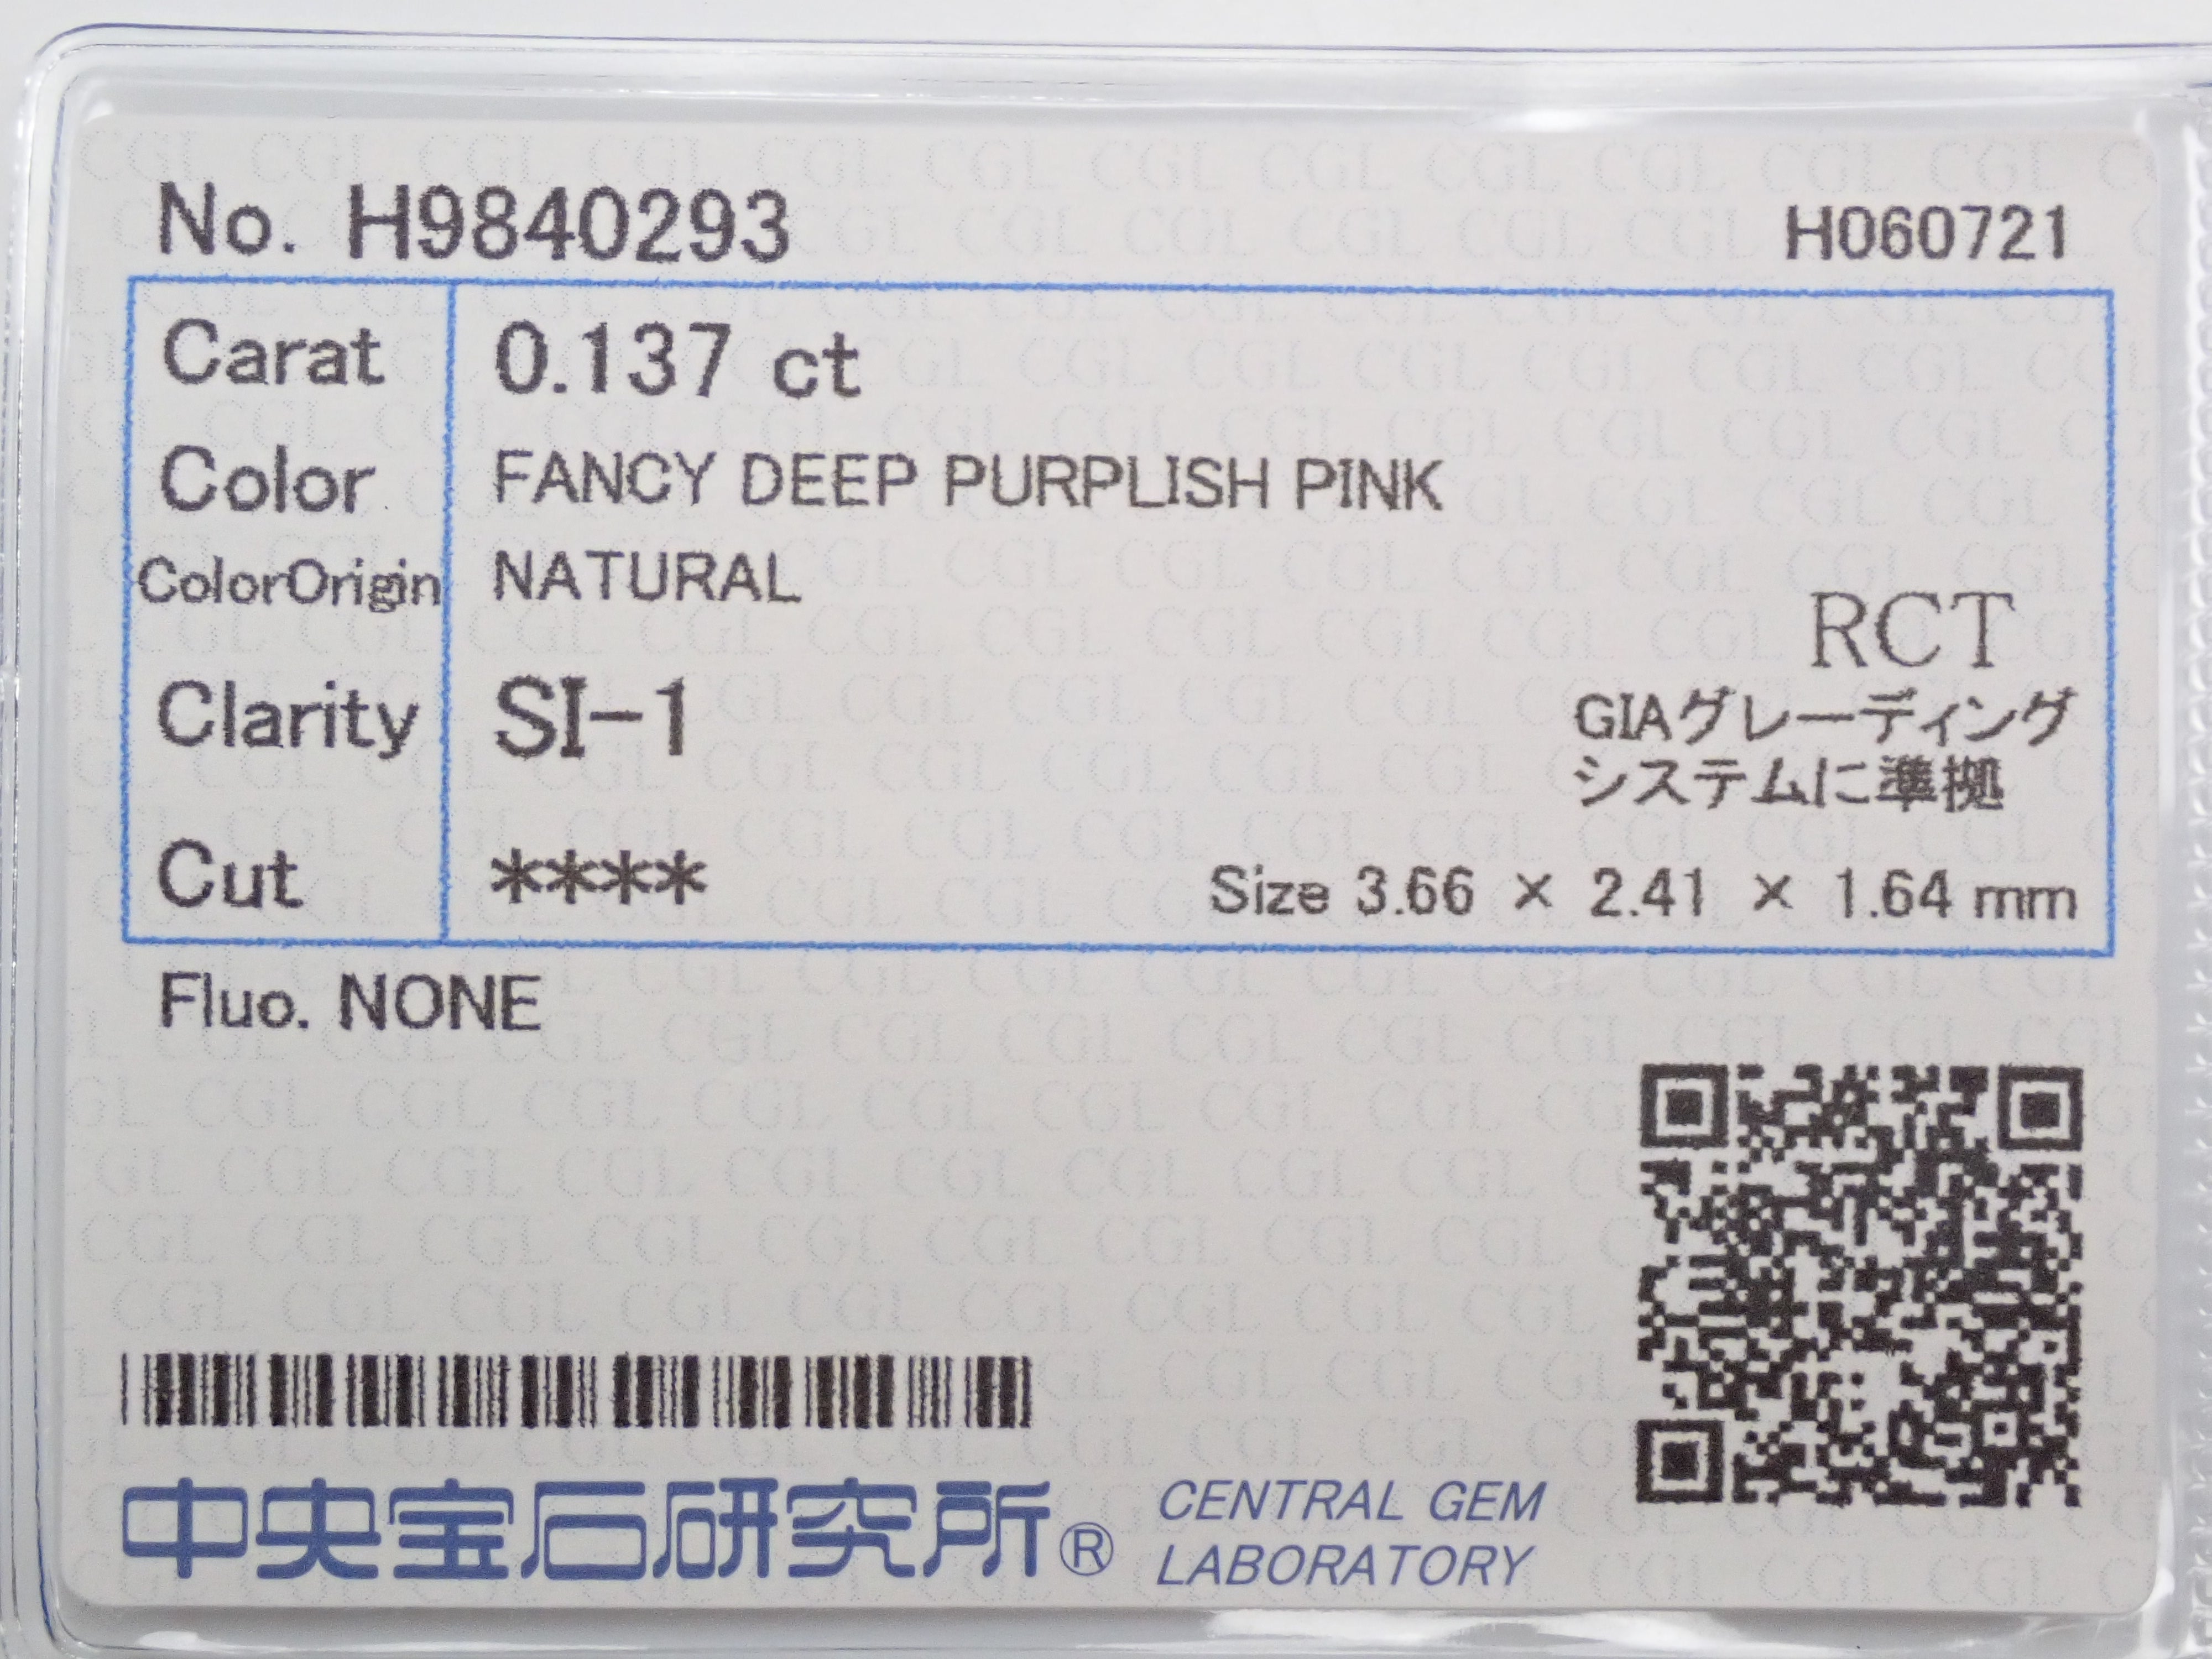 No. H9840293 H060721
Carat 0.137 ct
Color FANCY DEEP PURPLISH PINK
ColorOrigin NATURAL
RCT
Clarity SI-1 GIAグレーディング
システムに準拠
Cut **** Size 3.66 × 2.41 × 1.64 mm
Fluo. NONE
中央宝石研究所® CENTRAL GEM
LABORATORY